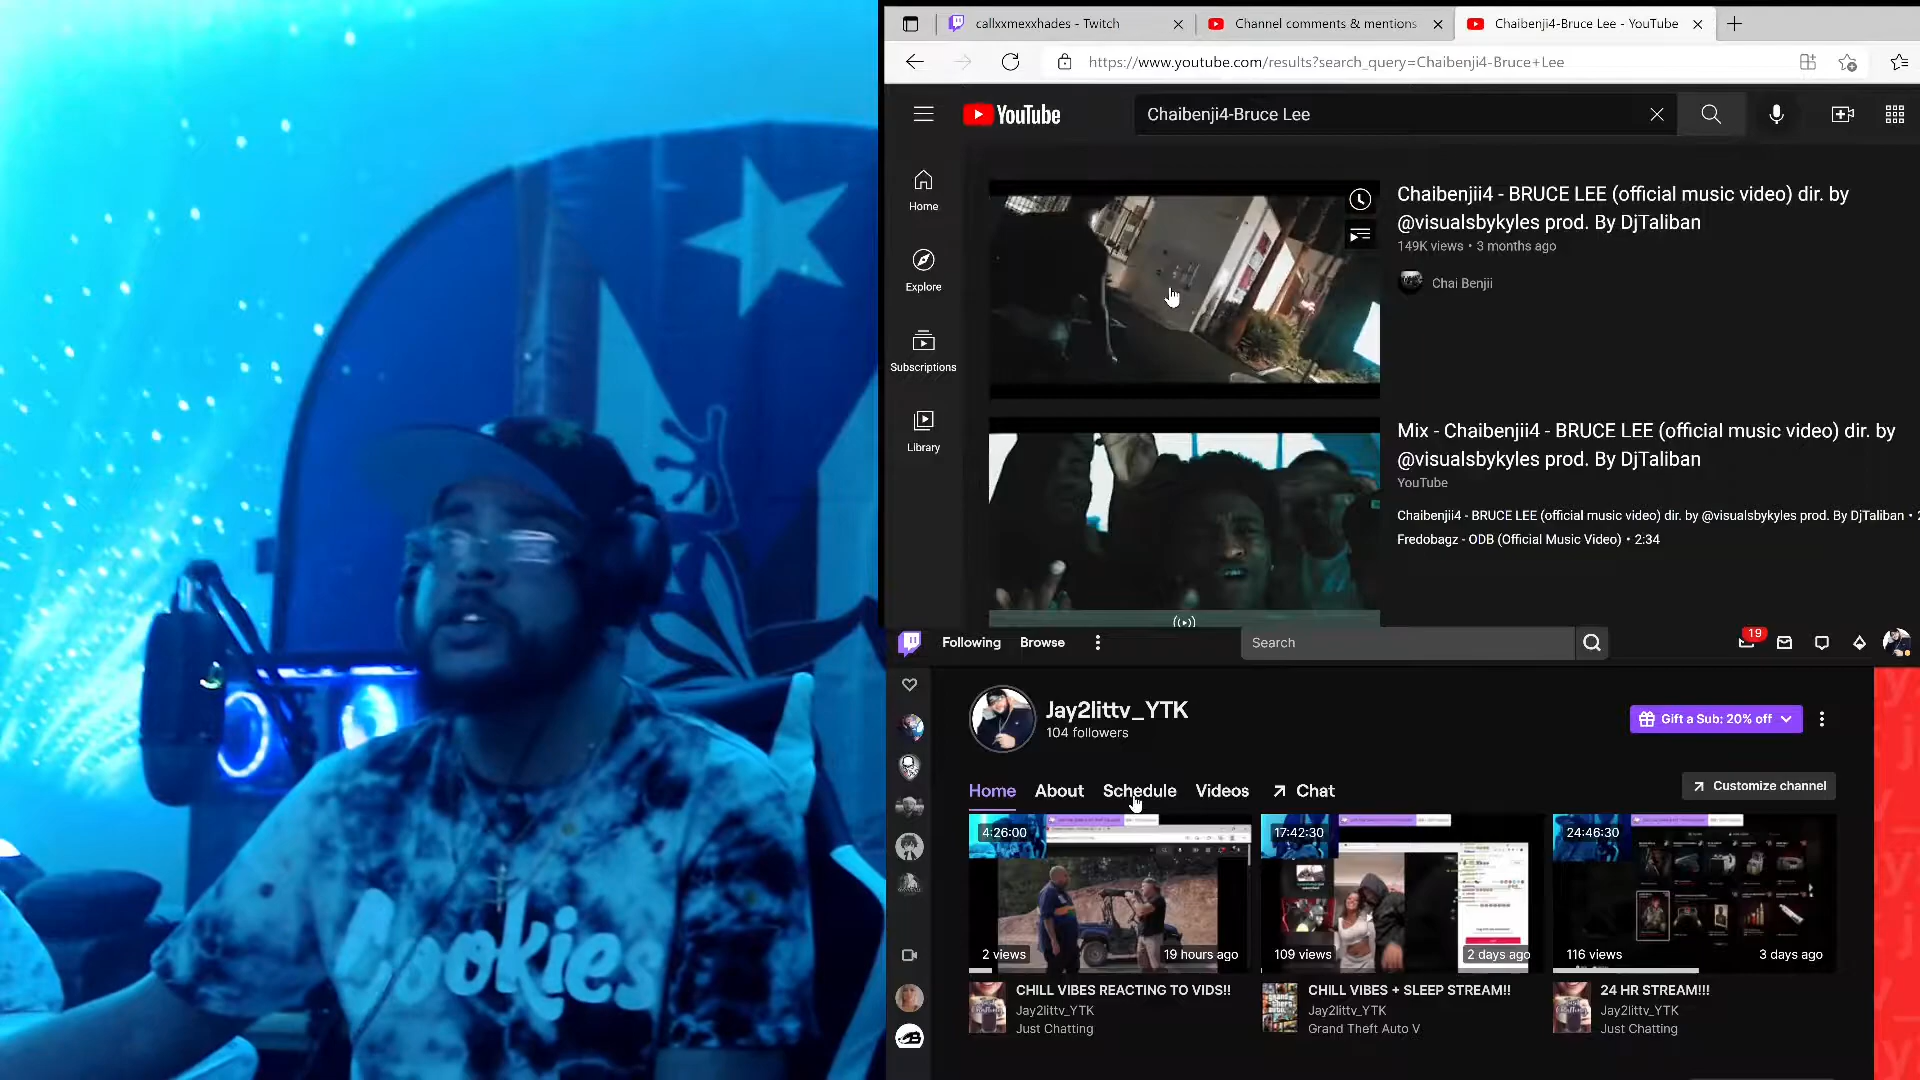 Cookies
callxxmexxhades - Twitch
Channel comments & mentions
Chaibenji4-Bruce Lee - YouTube
https://www.youtube.com/results?search_query=Chaibenji4-Bruce+Lee
YouTube
Chaibenji4-Bruce Lee
Home
Explore
Subscriptions
Library
Chaibenjii4 - BRUCE LEE (official music video) dir. by
@visualsbykyles prod. By DjTaliban
149K views • 3 months ago
Chai Benjii
Mix - Chaibenjii4 - BRUCE LEE (official music video) dir. by
@visualsbykyles prod. By DjTaliban
YouTube
Chaibenjii4 - BRUCE LEE (official music video) dir. by @visualsbykyles prod. By DjTaliban •
Fredobagz - ODB (Official Music Video) • 2:34
Following
Browse
Search
19
Jay2littv_YTK
104 followers
Gift a Sub: 20% off
Home
About
Schedule
Videos
Chat
Customize channel
4:26:00
2 views
19 hours ago
17:42:30
109 views
2 days ago
24:46:30
116 views
3 days ago
CHILL VIBES REACTING TO VIDS!!
Jay2littv_YTK
Just Chatting
CHILL VIBES + SLEEP STREAM!!
Jay2littv_YTK
Grand Theft Auto V
24 HR STREAM!!!
Jay2littv_YTK
Just Chatting